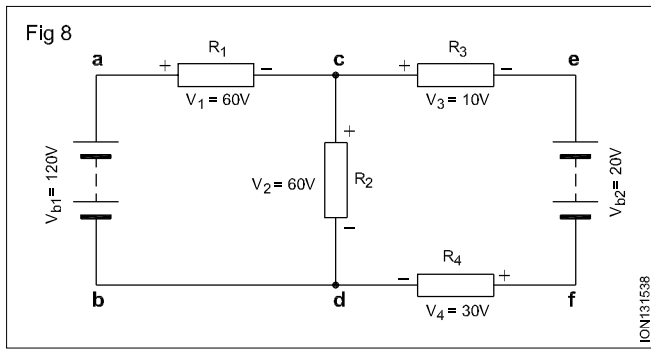 Fig 8
a
+
R1
–
c
+
R3
–
e
V1 = 60V
V3 = 10V
Vb1 = 120V
+
V2 = 60V
R2
–
Vb2 = 20V
b
d
–
R4
+
f
V4 = 30V
ION131538